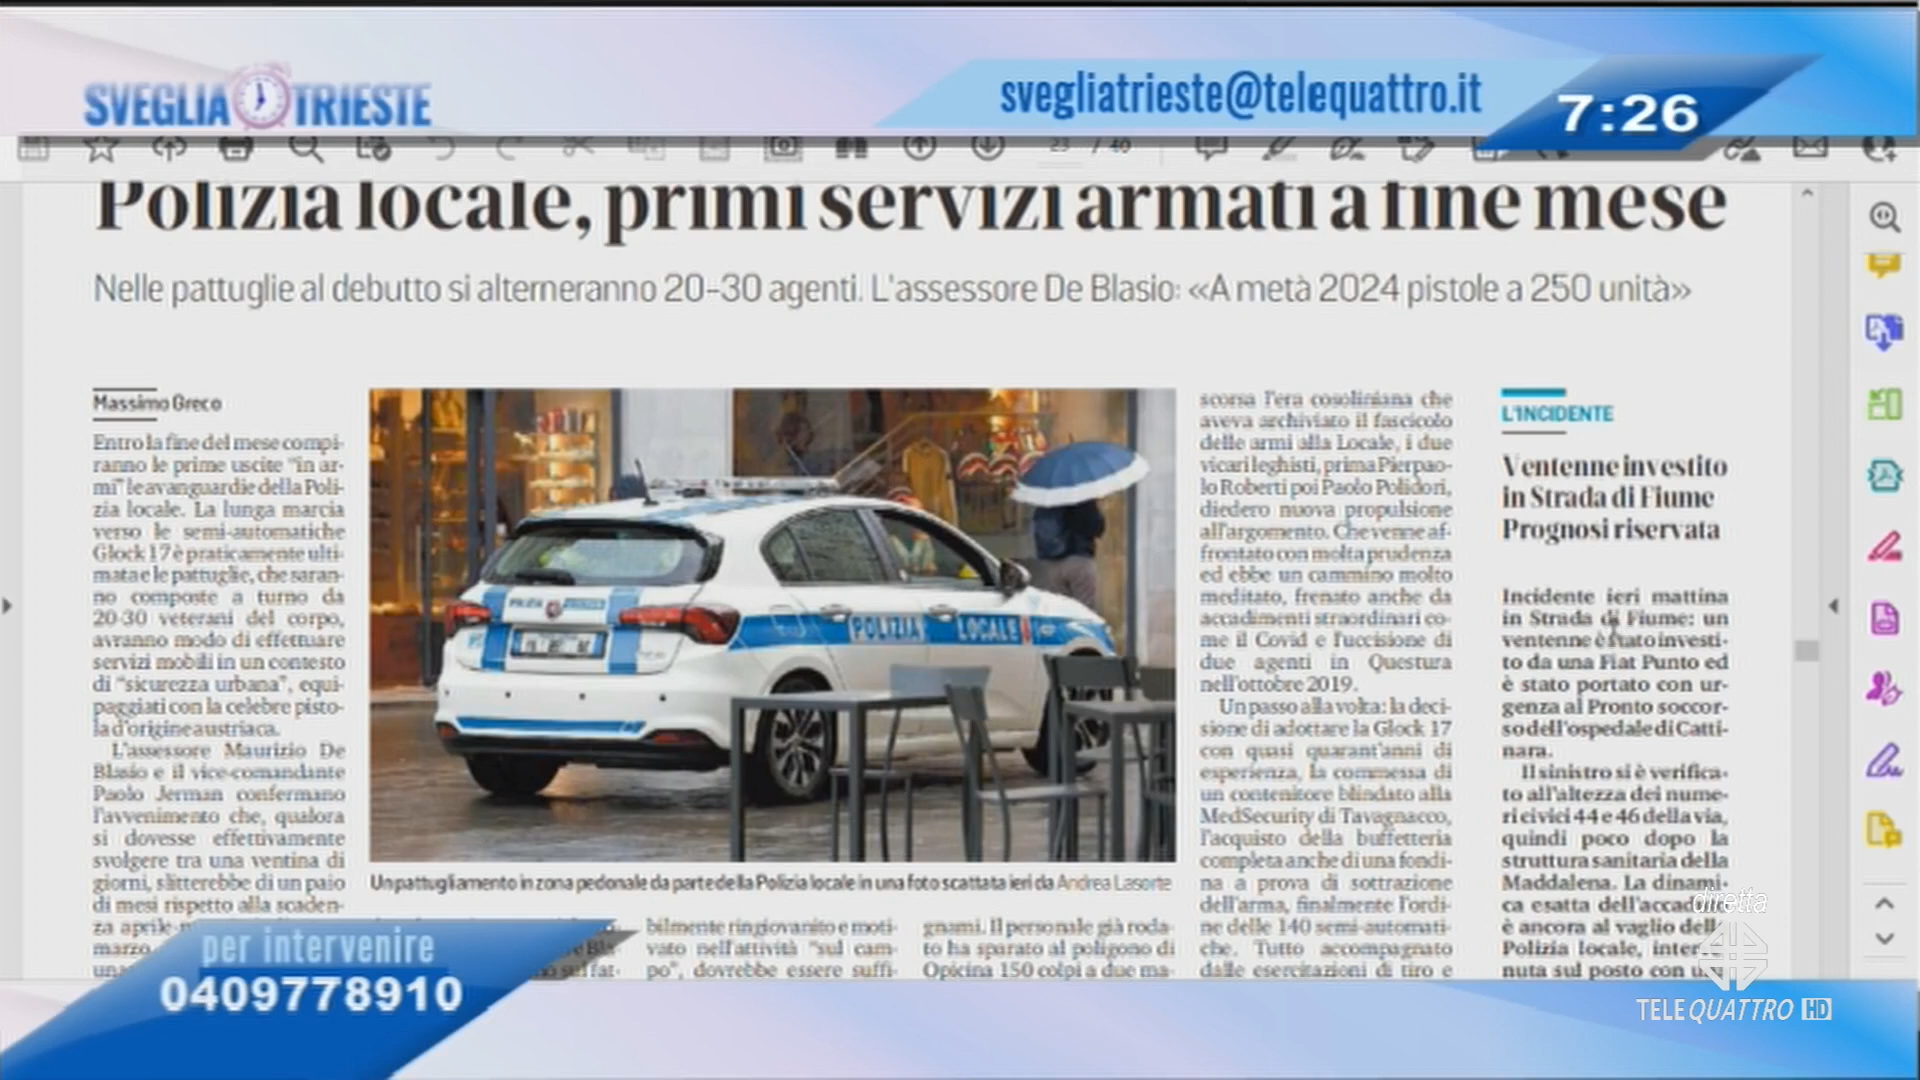 SVEGLIA TRIESTE
svegliatrieste@telequattro.it
7:26
23 / 40
Polizia locale, primi servizi armati a fine mese
Nelle pattuglie al debutto si alterneranno 20-30 agenti. L'assessore De Blasio: «A metà 2024 pistole a 250 unità»
Massimo Greco
Entro la fine del mese compi-
ranno le prime uscite "in ar-
mi" le avanguardie della Poli-
zia locale. La lunga marcia
verso le semi-automatiche
Glock 17 è praticamente ulti-
mata e le pattuglie, che saran-
no composte a turno da
20-30 veterani del corpo,
avranno modo di effettuare
servizi mobili in un contesto
di "sicurezza urbana", equi-
paggiati con la celebre pisto-
la d'origine austriaca.
L'assessore Maurizio De
Blasio e il vice-comandante
Paolo Jerman confermano
l'avvenimento che, qualora
si dovesse effettivamente
svolgere tra una ventina di
giorni, slitterebbe di un paio
di mesi rispetto alla scaden-
za aprile-
marzo
POLIZIA LOCALE
Un pattugliamento in zona pedonale da parte della Polizia locale in una foto scattata ieri da Andrea Lasorte
bilmente ringiovanito e moti-
vato nell'attività "sul cam-
po", dovrebbe essere suffi-
gnami. Il personale già roda-
to ha sparato al poligono di
Opicina 150 colpi a due ma-
scorsa l'era cosoliniana che
aveva archiviato il fascicolo
delle armi alla Locale, i due
vicari leghisti, prima Pierpao-
lo Roberti poi Paolo Polidori,
diedero nuova propulsione
all'argomento. Che venne af-
frontato con molta prudenza
ed ebbe un cammino molto
meditato, frenato anche da
accadimenti straordinari co-
me il Covid e l'uccisione di
due agenti in Questura
nell'ottobre 2019.
Un passo alla volta: la deci-
sione di adottare la Glock 17
con quasi quarant'anni di
esperienza, la commessa di
un contenitore blindato alla
MedSecurity di Tavagnacco,
l'acquisto della buffetteria
completa anche di una fondi-
na a prova di sottrazione
dell'arma, finalmente l'ordi-
ne delle 140 semi-automati-
che. Tutto accompagnato
dalle esercitazioni di tiro e
L'INCIDENTE
Ventenne investito
in Strada di Fiume
Prognosi riservata
Incidente ieri mattina
in Strada di Fiume: un
ventenne è stato investi-
to da una Fiat Punto ed
è stato portato con ur-
genza al Pronto soccor-
so dell'ospedale di Catti-
nara.
Il sinistro si è verifica-
to all'altezza dei nume-
ri civici 44 e 46 della via,
quindi poco dopo la
struttura sanitaria della
Maddalena. La dinami-
ca esatta dell'accad
è ancora al vaglio dell
Polizia locale, inter
nuta sul posto con
per intervenire
0409778910
diretta
TELEQUATTRO HD